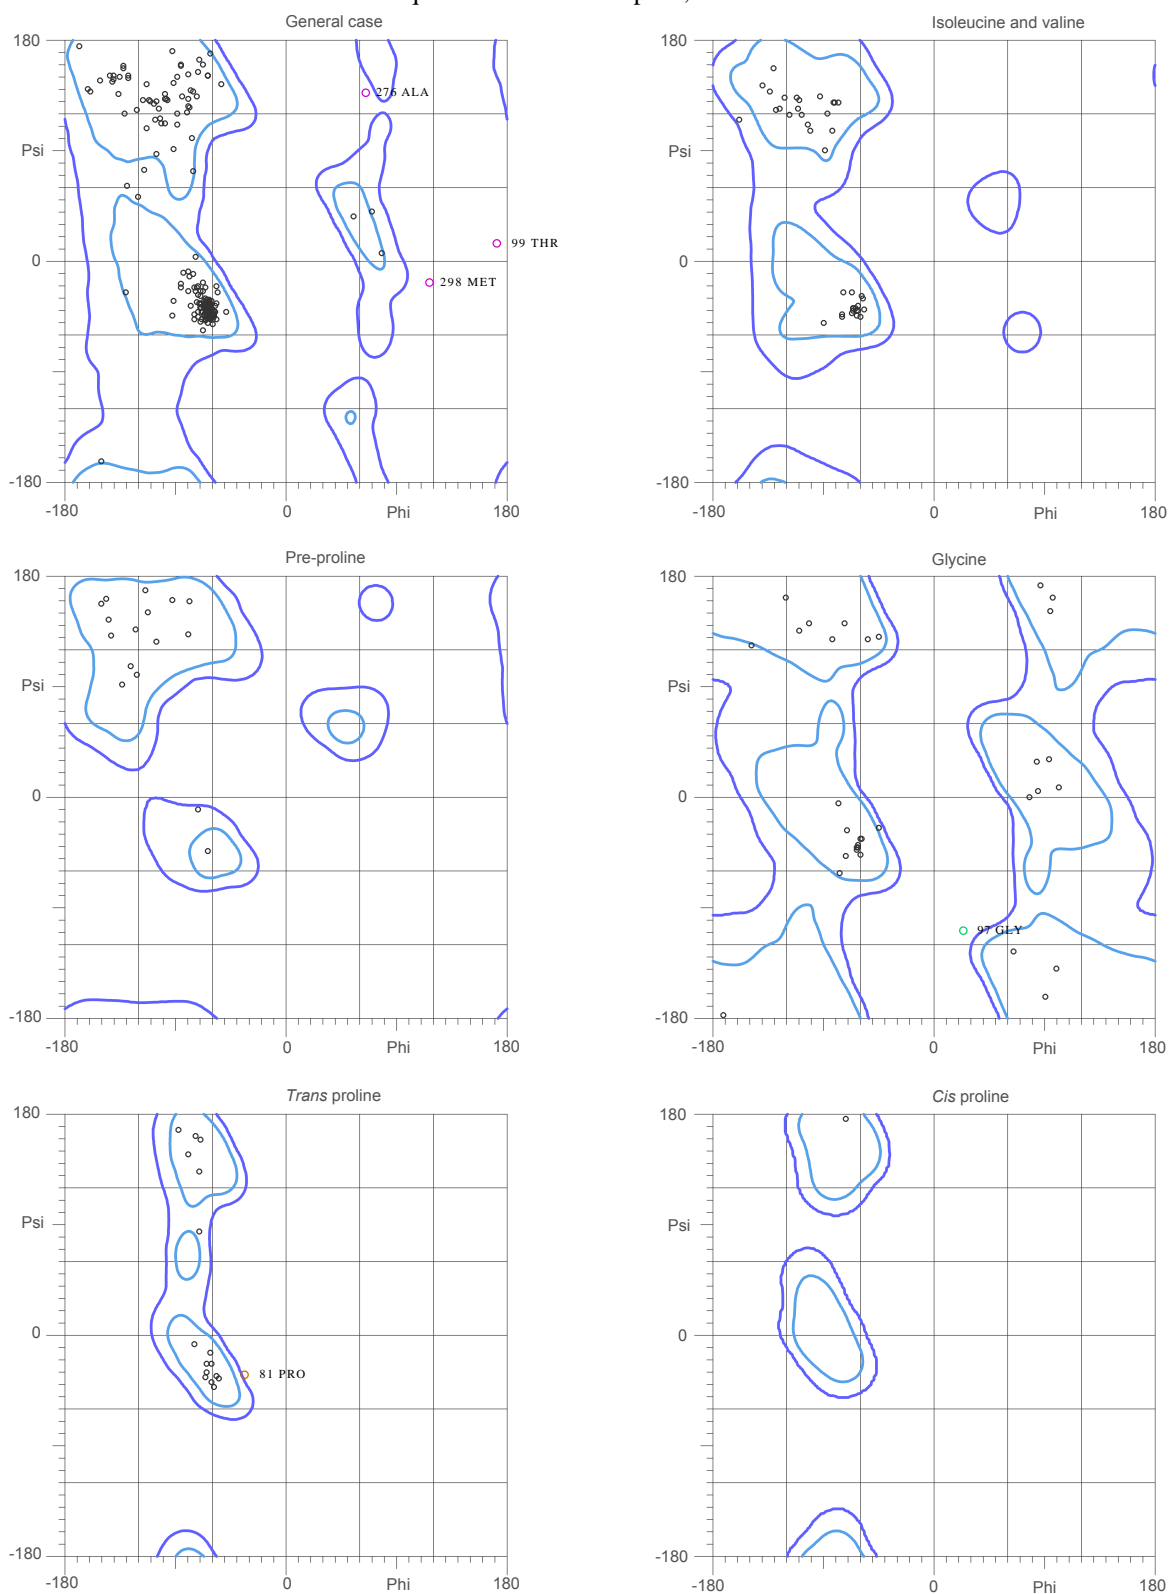 General case
Isoleucine and valine
180
Psi
0
-180
-180
0
Phi
180
276 ALA
99 THR
298 MET
180
Psi
0
-180
-180
0
Phi
180
Pre-proline
Glycine
180
Psi
0
-180
-180
0
Phi
180
180
Psi
0
-180
-180
0
Phi
180
97 GLY
Trans proline
Cis proline
180
Psi
0
-180
-180
0
Phi
180
81 PRO
180
Psi
0
-180
-180
0
Phi
180